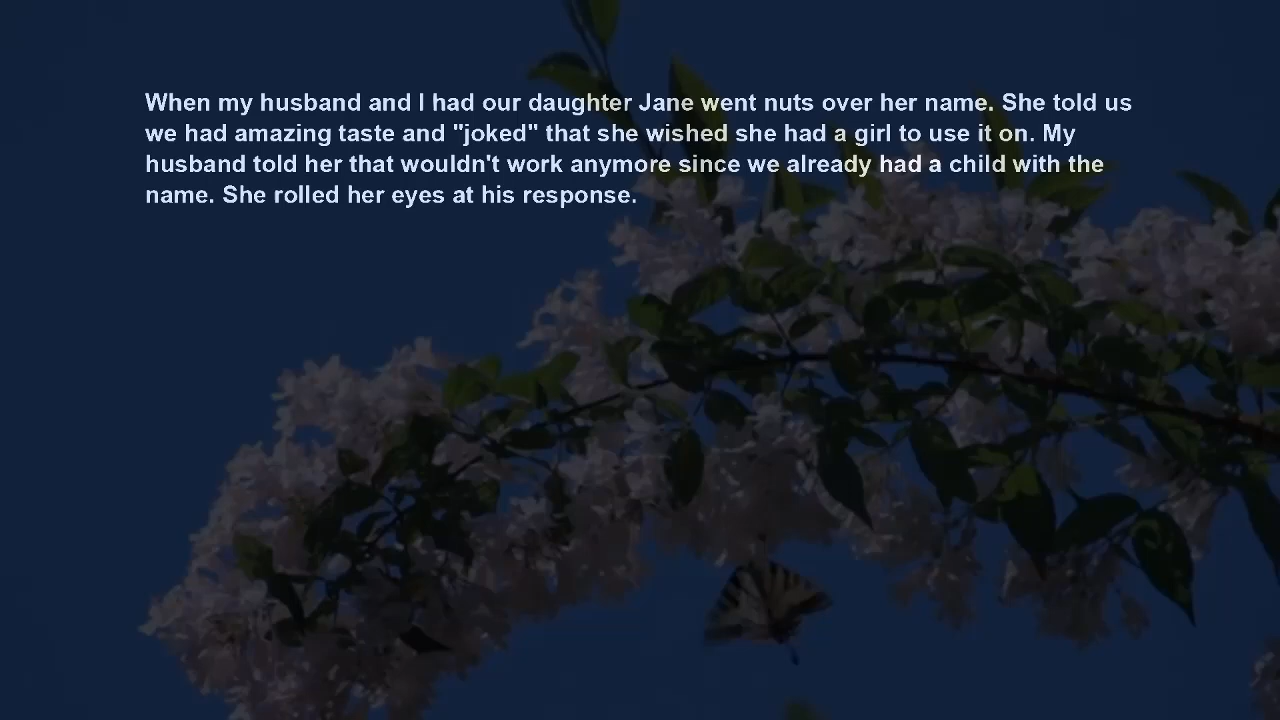 When my husband and I had our daughter Jane went nuts over her name. She told us
we had amazing taste and "joked" that she wished she had a girl to use it on. My
husband told her that wouldn't work anymore since we already had a child with the
name. She rolled her eyes at his response.